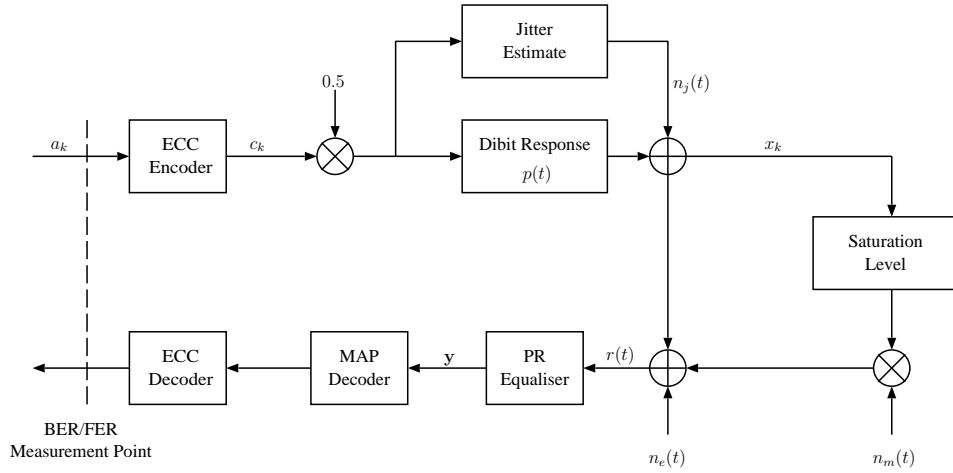 Jitter
Estimate
0.5
n_j(t)
a_k
ECC
Encoder
c_k
Dibit Response
p(t)
x_k
Saturation
Level
ECC
Decoder
MAP
Decoder
y
PR
Equaliser
r(t)
BER/FER
Measurement Point
n_e(t)
n_m(t)